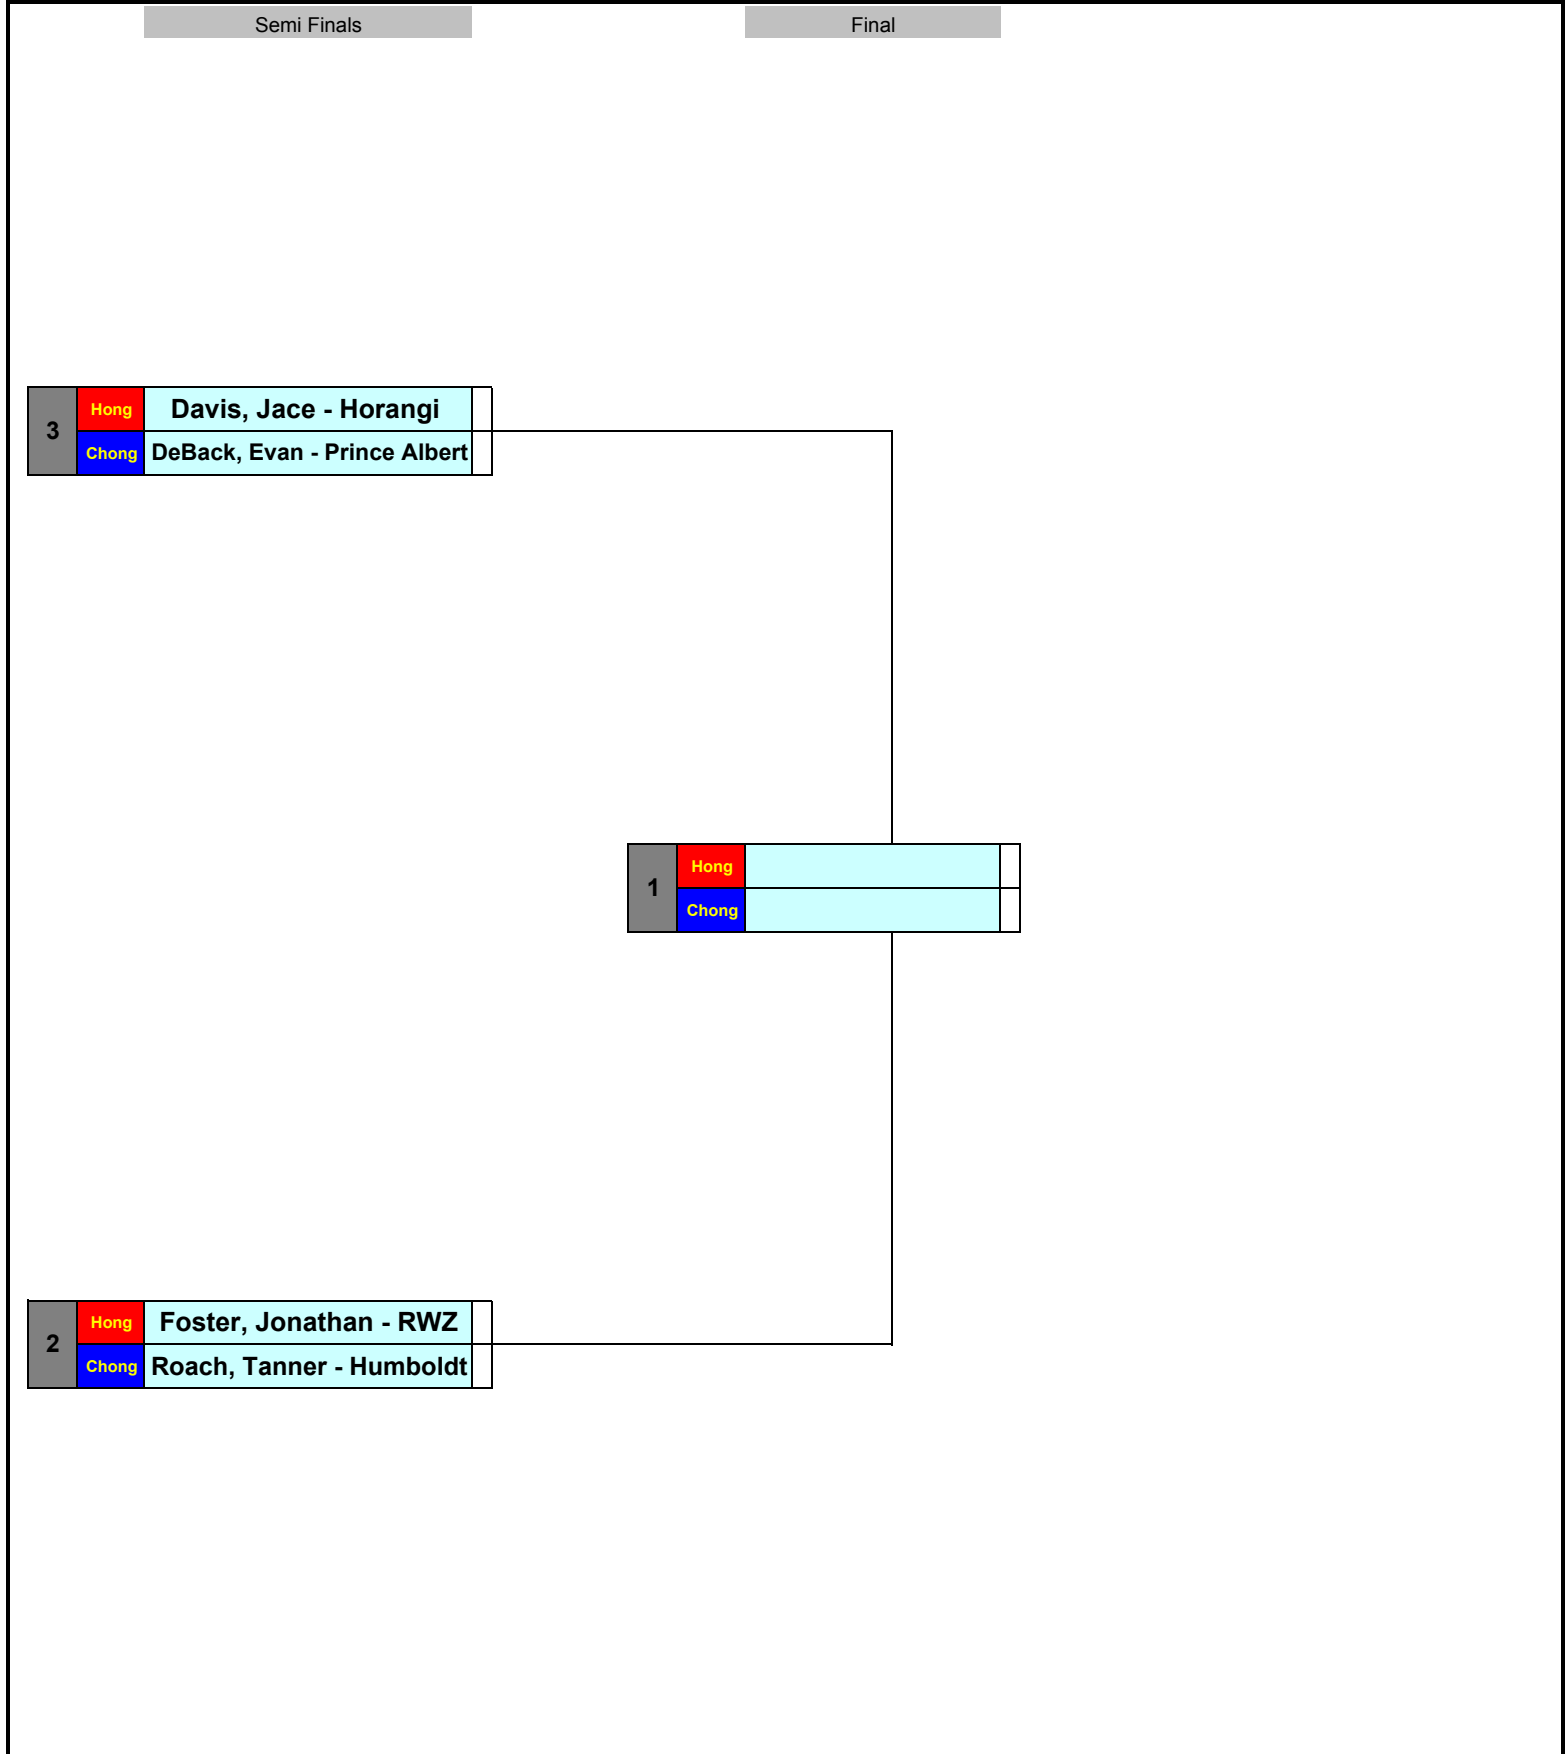 Semi Finals Final
3 Hong Davis, Jace - Horangi
Chong DeBack, Evan - Prince Albert
1 Hong
Chong
2 Hong Foster, Jonathan - RWZ
Chong Roach, Tanner - Humboldt